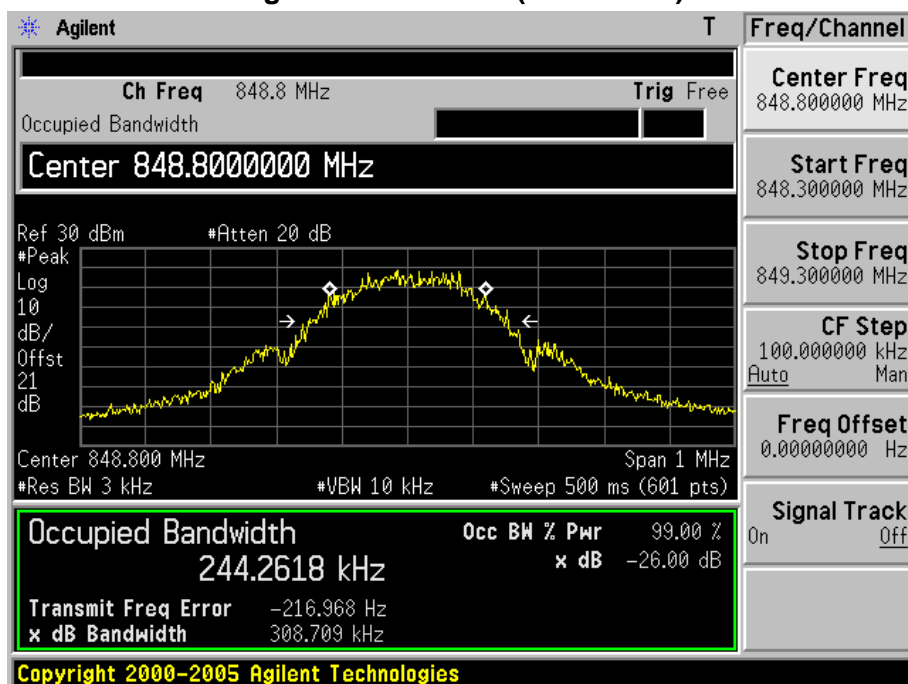 Agilent T
Freq/Channel
Ch Freq 848.8 MHz Trig Free
Occupied Bandwidth
Center 848.8000000 MHz
Ref 30 dBm #Atten 20 dB
#Peak
Log
10
dB/
Offst
21
dB
Center 848.800 MHz Span 1 MHz
#Res BW 3 kHz #VBW 10 kHz #Sweep 500 ms (601 pts)
Occupied Bandwidth
244.2618 kHz
Occ BW % Pwr 99.00 %
x dB -26.00 dB
Transmit Freq Error -216.968 Hz
x dB Bandwidth 308.709 kHz
Copyright 2000-2005 Agilent Technologies
Center Freq
848.800000 MHz
Start Freq
848.300000 MHz
Stop Freq
849.300000 MHz
CF Step
100.000000 kHz
Auto Man
Freq Offset
0.00000000 Hz
Signal Track
On Off